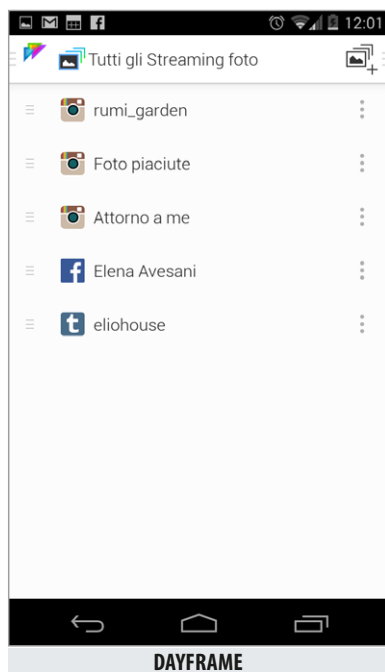 12:01
Tutti gli Streaming foto
rumi_garden
Foto piaciute
Attorno a me
Elena Avesani
eliohouse
DAYFRAME